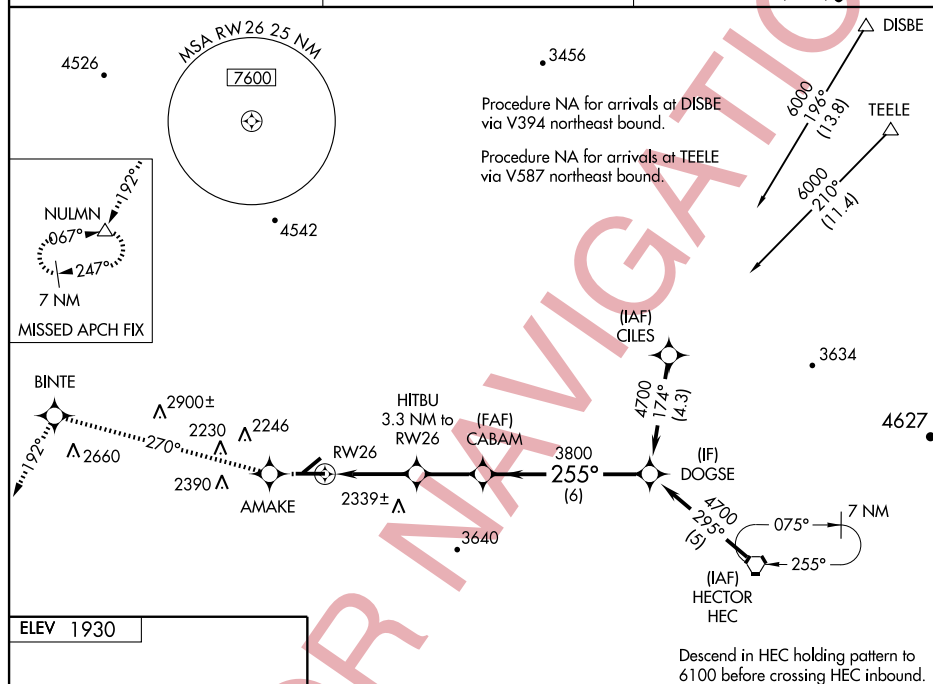 MSA RW26 25 NM
7600
4526
3456
DISBE
6000
196°
(13.8)
TEELE
Procedure NA for arrivals at DISBE
via V394 northeast bound.
Procedure NA for arrivals at TEELE
via V587 northeast bound.
6000
210°
(11.4)
192°
NULMN
067°
247°
7 NM
MISSED APCH FIX
4542
(IAF)
CILES
3634
4700
174°
(4.3)
BINTE
2900±
2230
2246
270°
192°
2660
2390
AMAKE
RW26
HITBU
3.3 NM to
RW26
(FAF)
CABAM
3800
255°
(6)
(IF)
DOGSE
4627
2339±
3640
4700
295°
(5)
075°
7 NM
255°
(IAF)
HECTOR
HEC
ELEV 1930
Descend in HEC holding pattern to
6100 before crossing HEC inbound.
OR NAVIGATIO